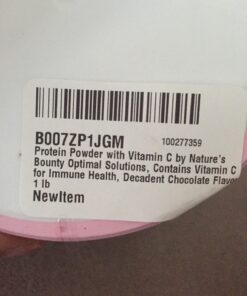 B007ZP1JGM 100277359
Protein Powder with Vitamin C by Nature's
Bounty Optimal Solutions, Contains Vitamin C
for Immune Health, Decadent Chocolate Flavo
1 lb
NewItem